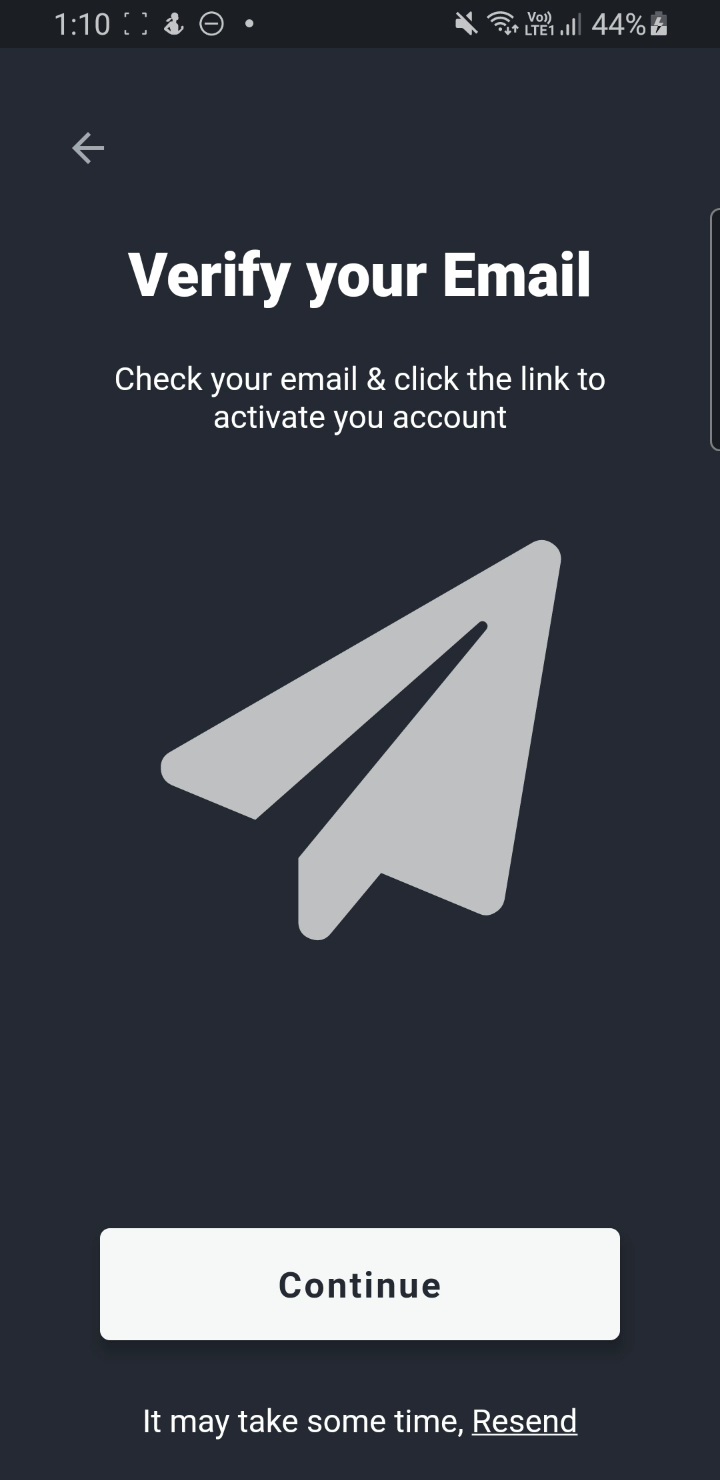 1:10 Vo)) LTE1 44%
Verify your Email
Check your email & click the link to
activate you account
Continue
It may take some time, Resend